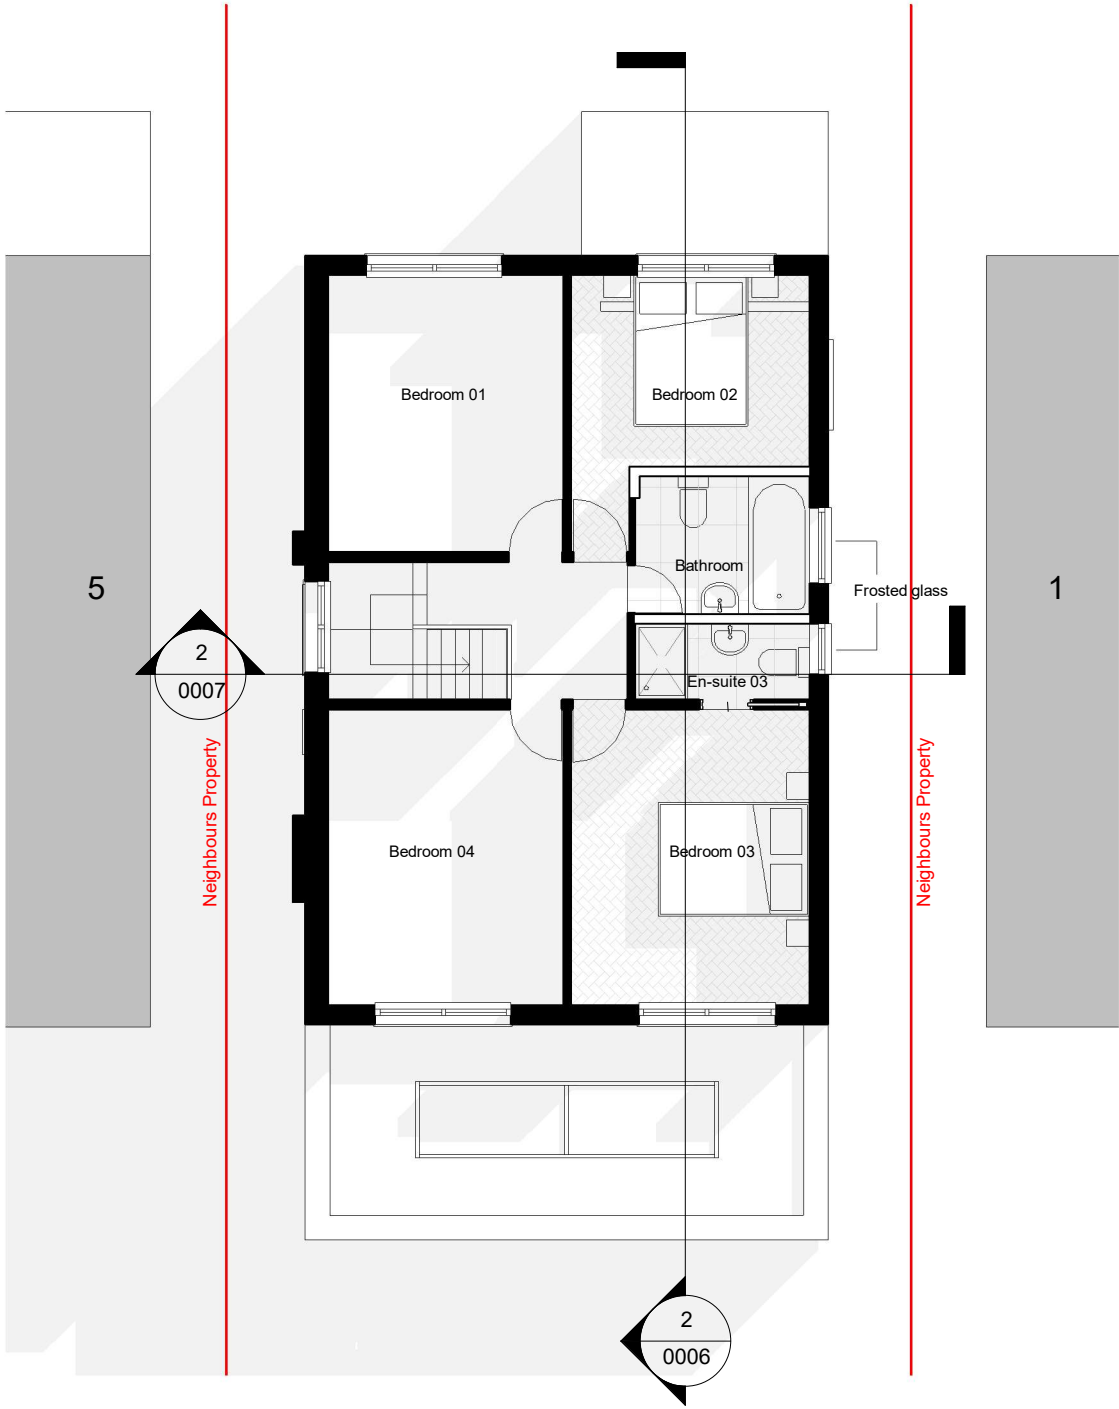 Bedroom 01
Bedroom 02
Bathroom
5
Frosted glass
1
2
0007
En-suite 03
Neighbours Property
Neighbours Property
Bedroom 04
Bedroom 03
2
0006